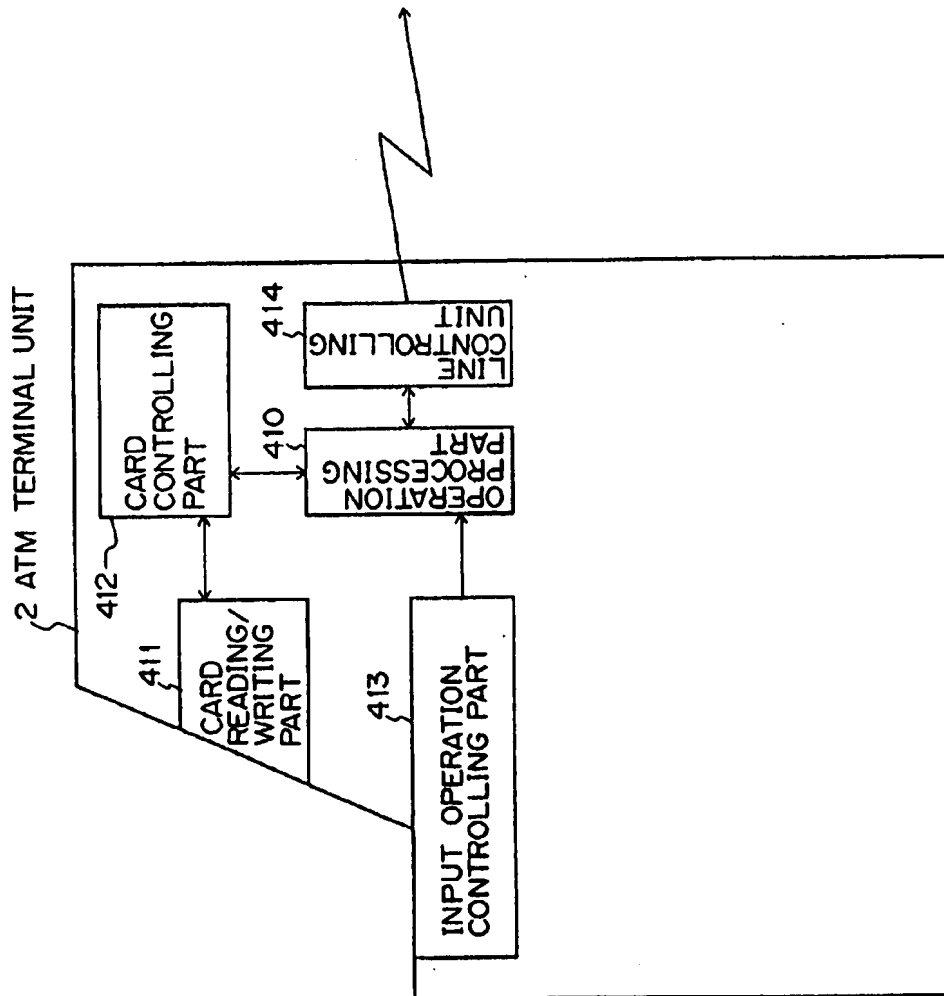 2 ATM TERMINAL UNIT
412
CARD
CONTROLLING
PART
411
CARD
READING/
WRITING
PART
414
LINE
CONTROLLING
UNIT
410
OPERATION
PROCESSING
PART
413
INPUT OPERATION
CONTROLLING PART